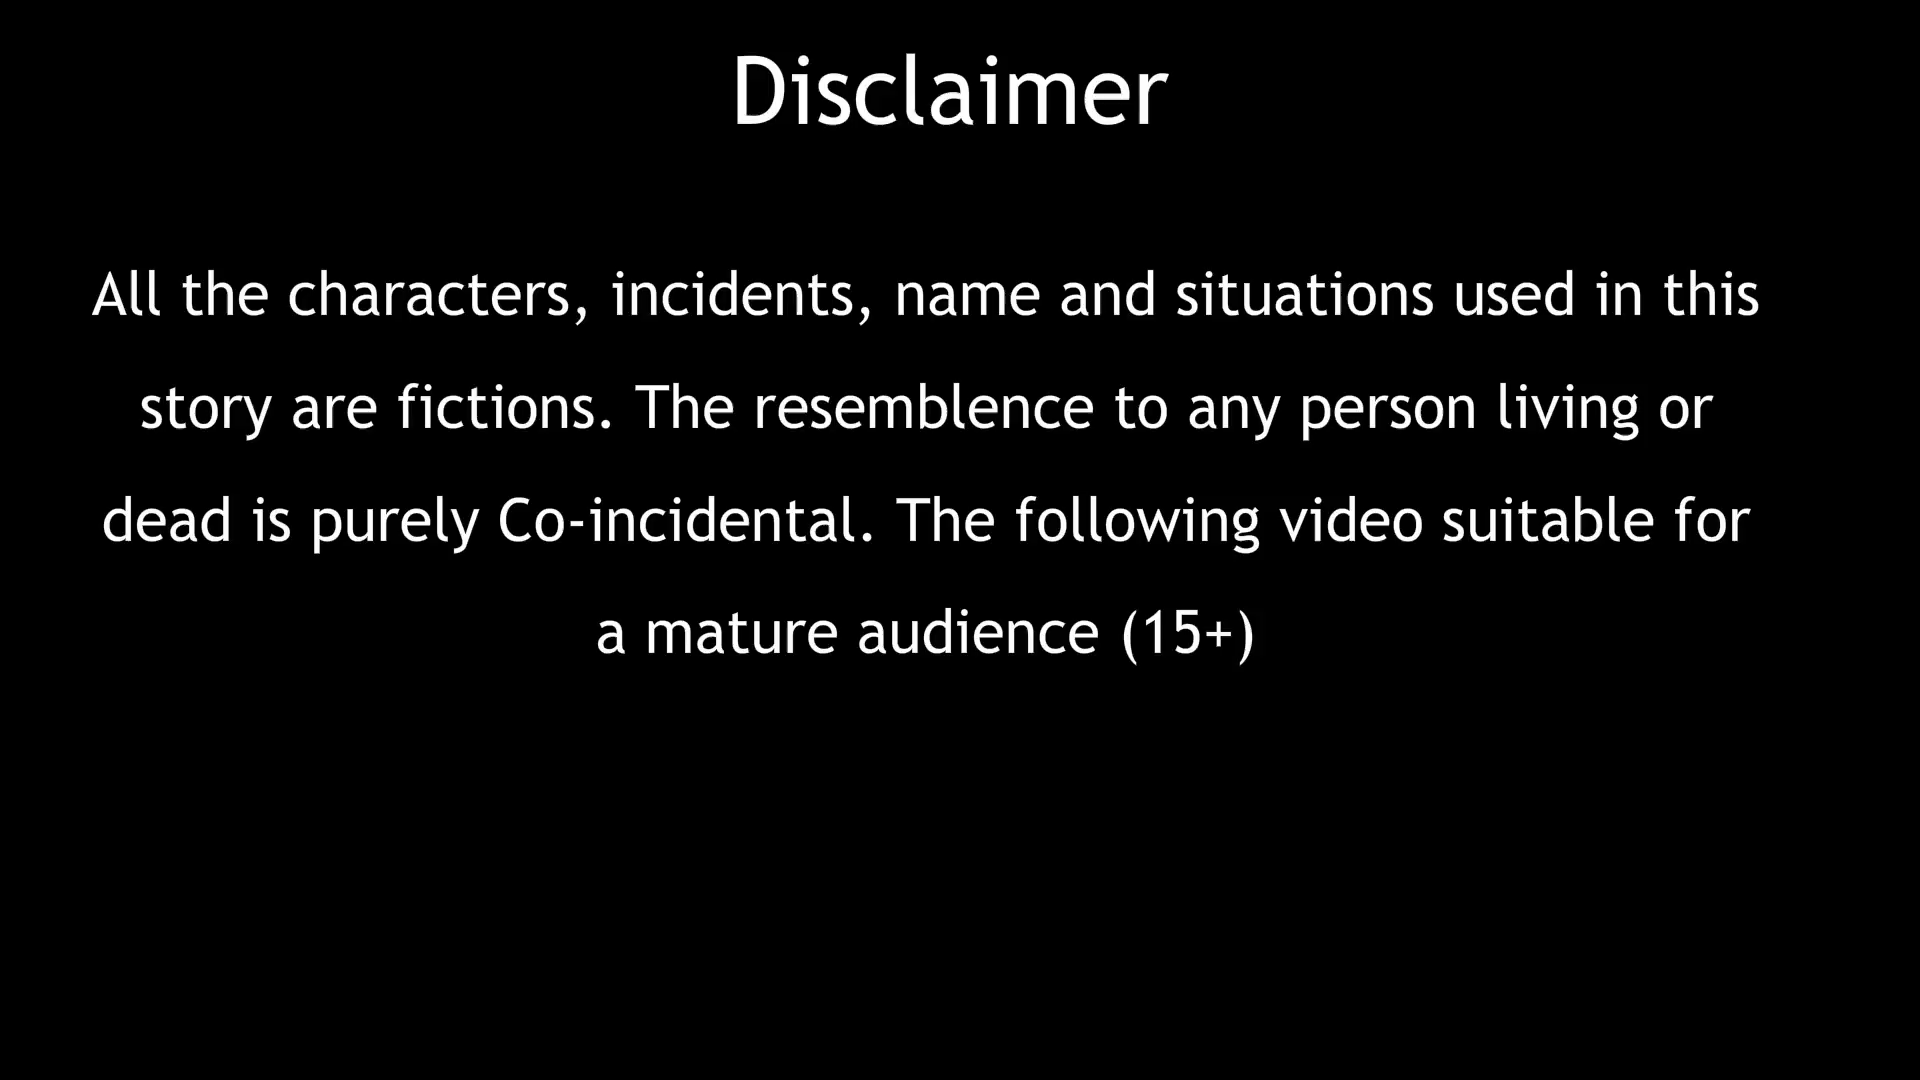 Disclaimer
All the characters, incidents, name and situations used in this
story are fictions. The resemblence to any person living or
dead is purely Co-incidental. The following video suitable for
a mature audience (15+)